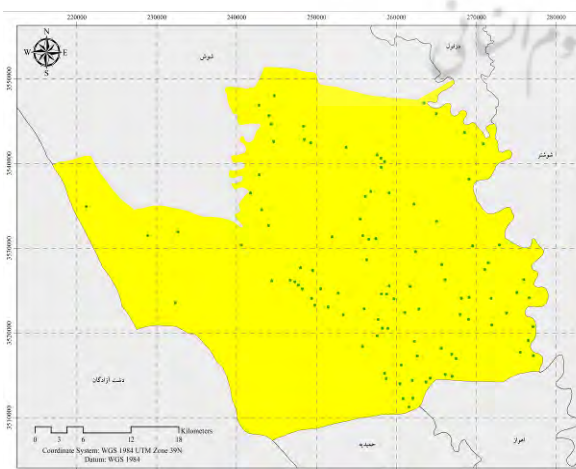 220000 230000 240000 250000 260000 270000 280000
N
W E
S
شوش
دزفول
شوشتر
3550000
3540000
3530000
3520000
3510000
دشت آزادگان
حمیدیه
اهواز
0 3 6 12 18
Kilometers
Coordinate System: WGS 1984 UTM Zone 39N
Datum: WGS 1984